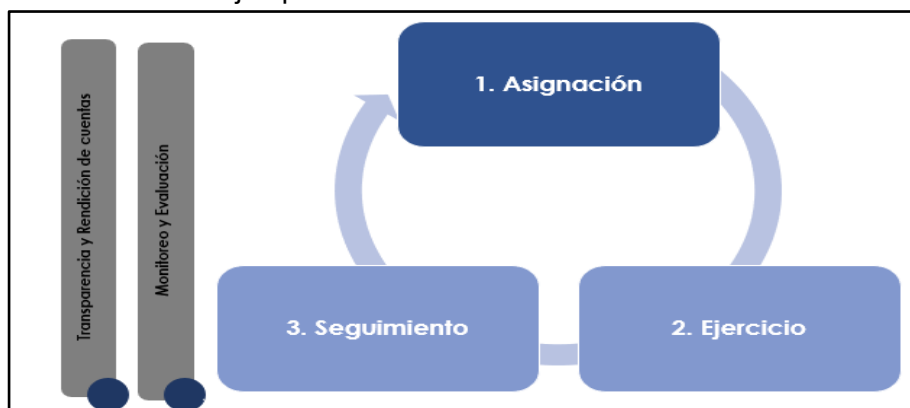 Transparencia y Rendición de cuentas
Monitoreo y Evaluación
1. Asignación
3. Seguimiento
2. Ejercicio